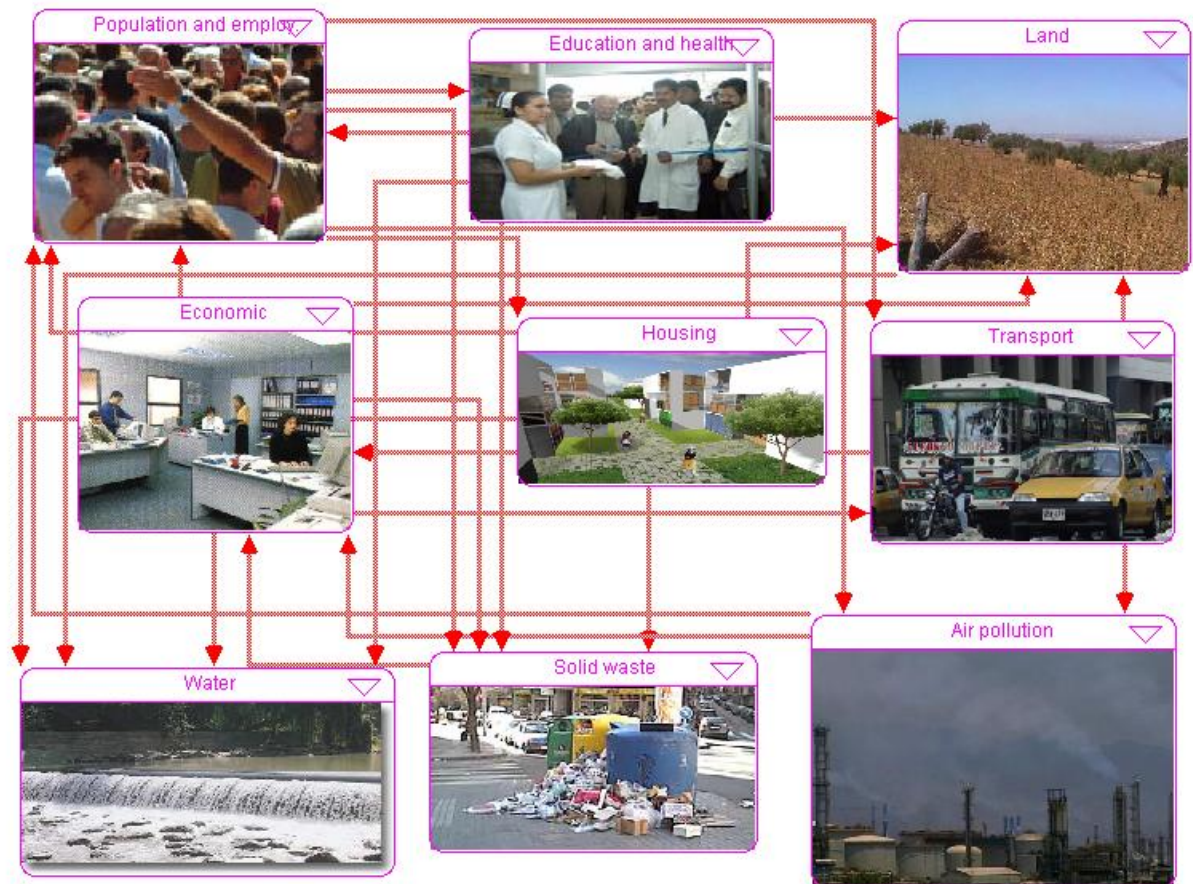 Population and employ.
Education and health
Land
Economic
Housing
Transport
Water
Solid waste
Air pollution